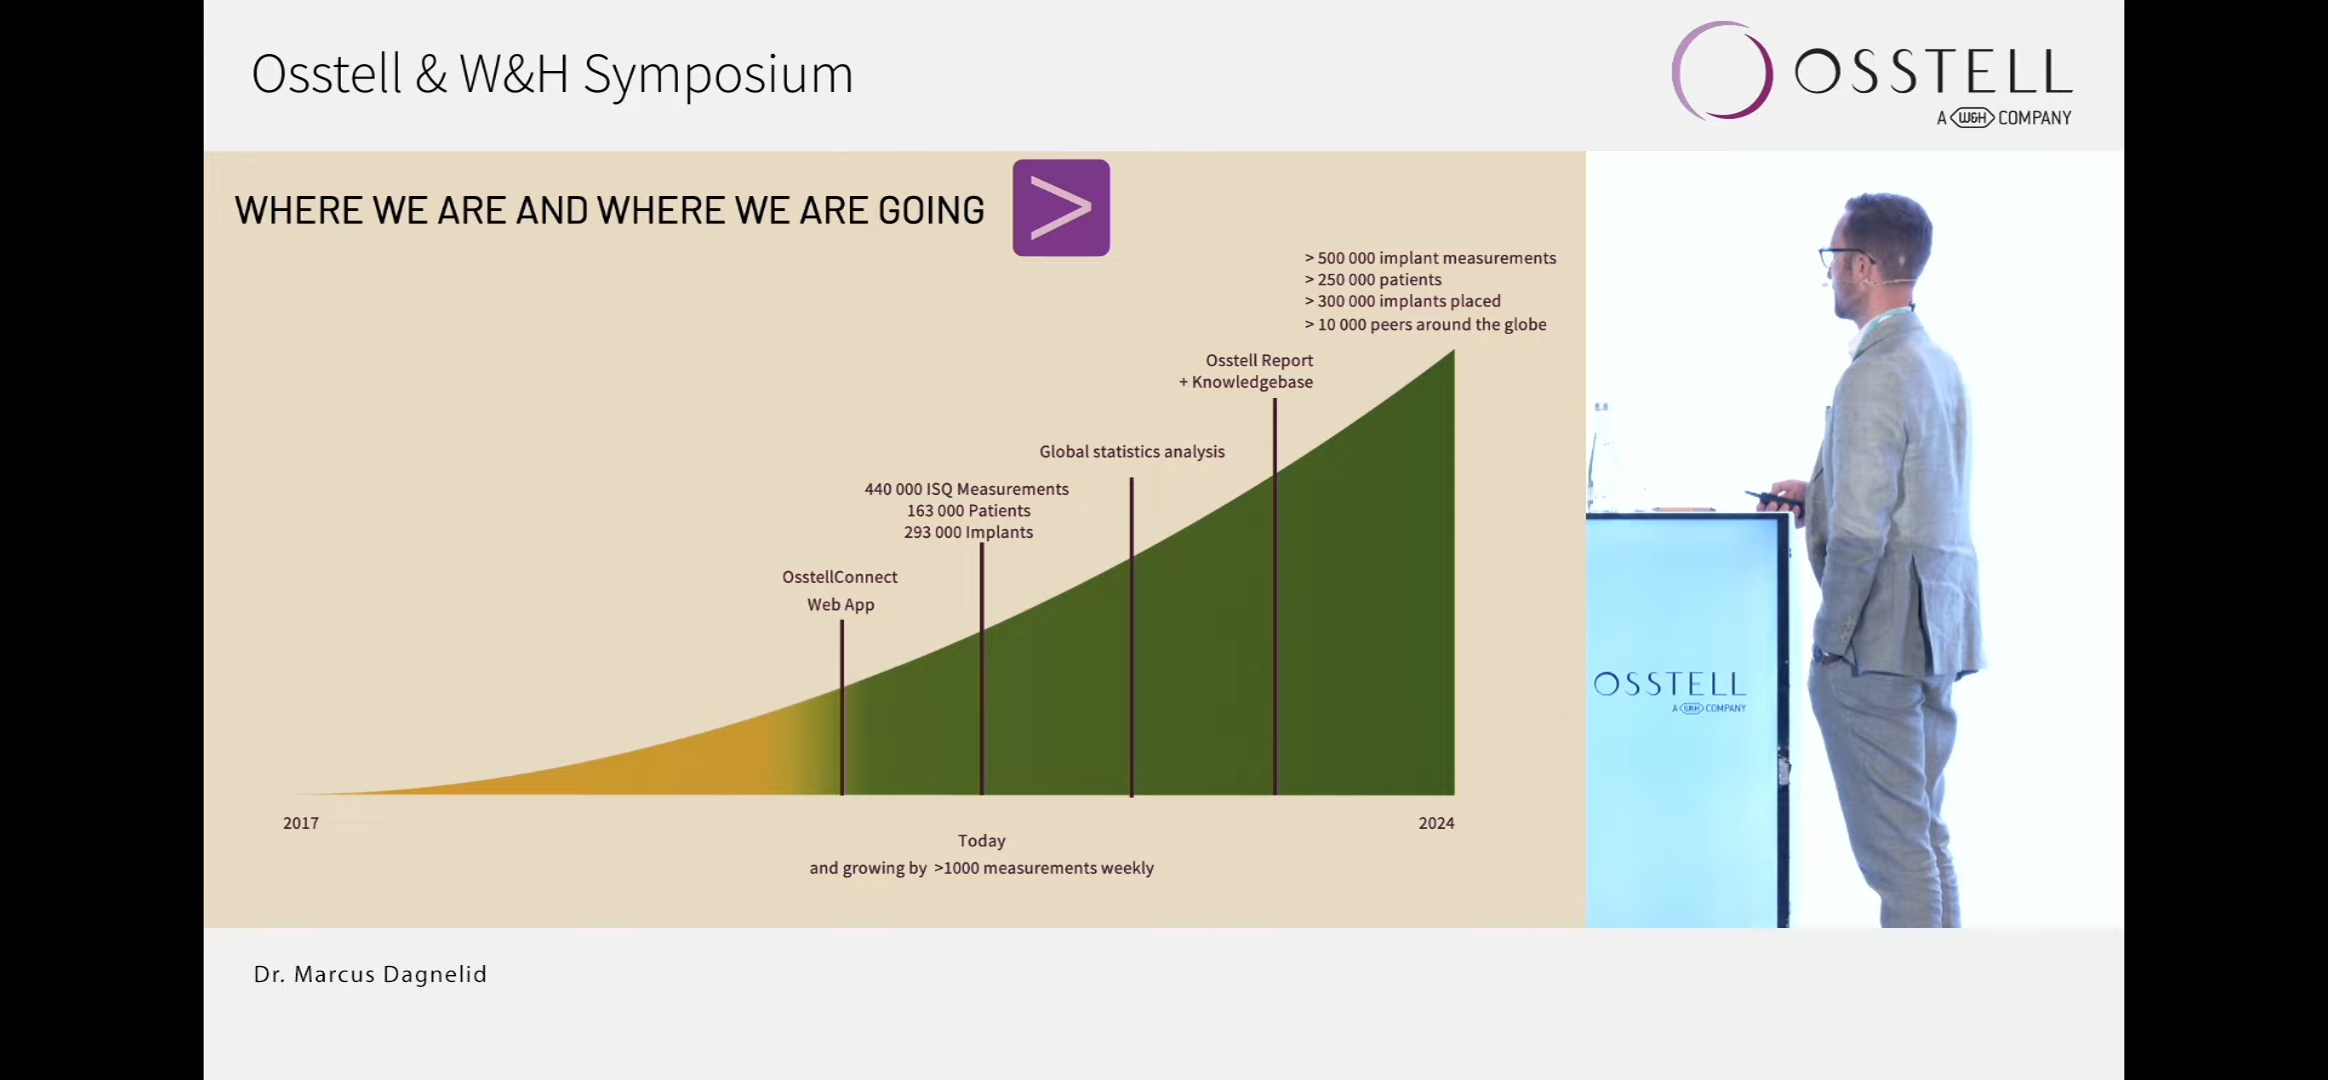 Osstell & W&H Symposium
OSSTELL
A W&H COMPANY
WHERE WE ARE AND WHERE WE ARE GOING
>
> 500 000 implant measurements
> 250 000 patients
> 300 000 implants placed
> 10 000 peers around the globe
Osstell Report
+ Knowledgebase
Global statistics analysis
440 000 ISQ Measurements
163 000 Patients
293 000 Implants
OsstellConnect
Web App
2017
2024
Today
and growing by >1000 measurements weekly
OSSTELL
A W&H COMPANY
Dr. Marcus Dagnelid